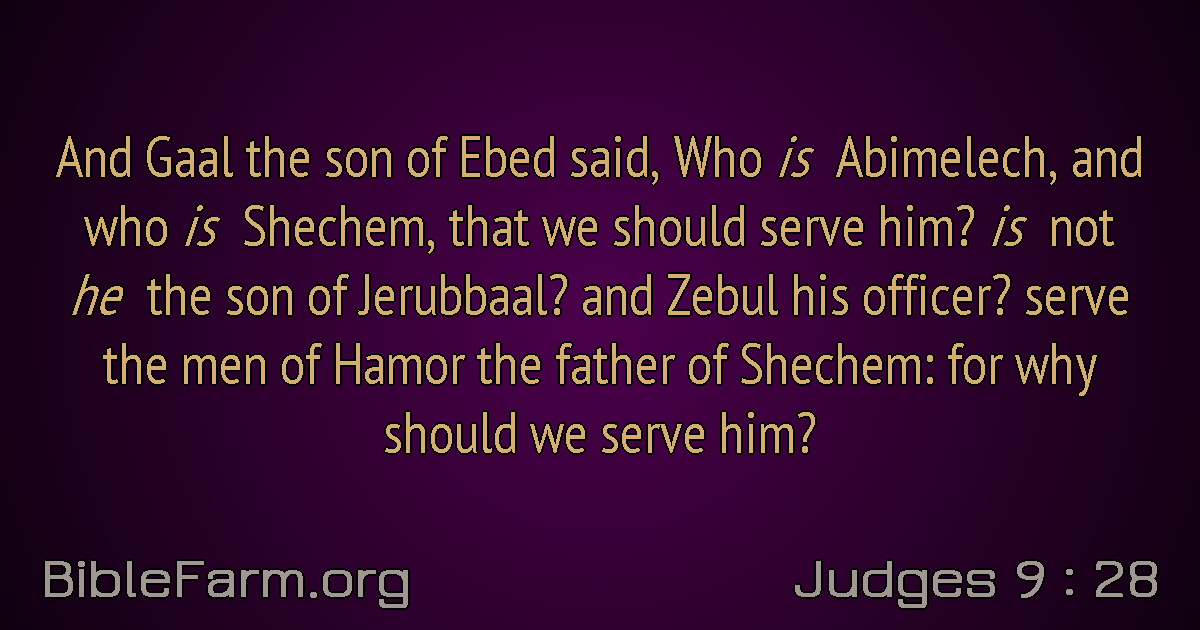 And Gaal the son of Ebed said, Who is Abimelech, and
who is Shechem, that we should serve him? is not
he the son of Jerubbaal? and Zebul his officer? serve
the men of Hamor the father of Shechem: for why
should we serve him?
BibleFarm.org
Judges 9 : 28